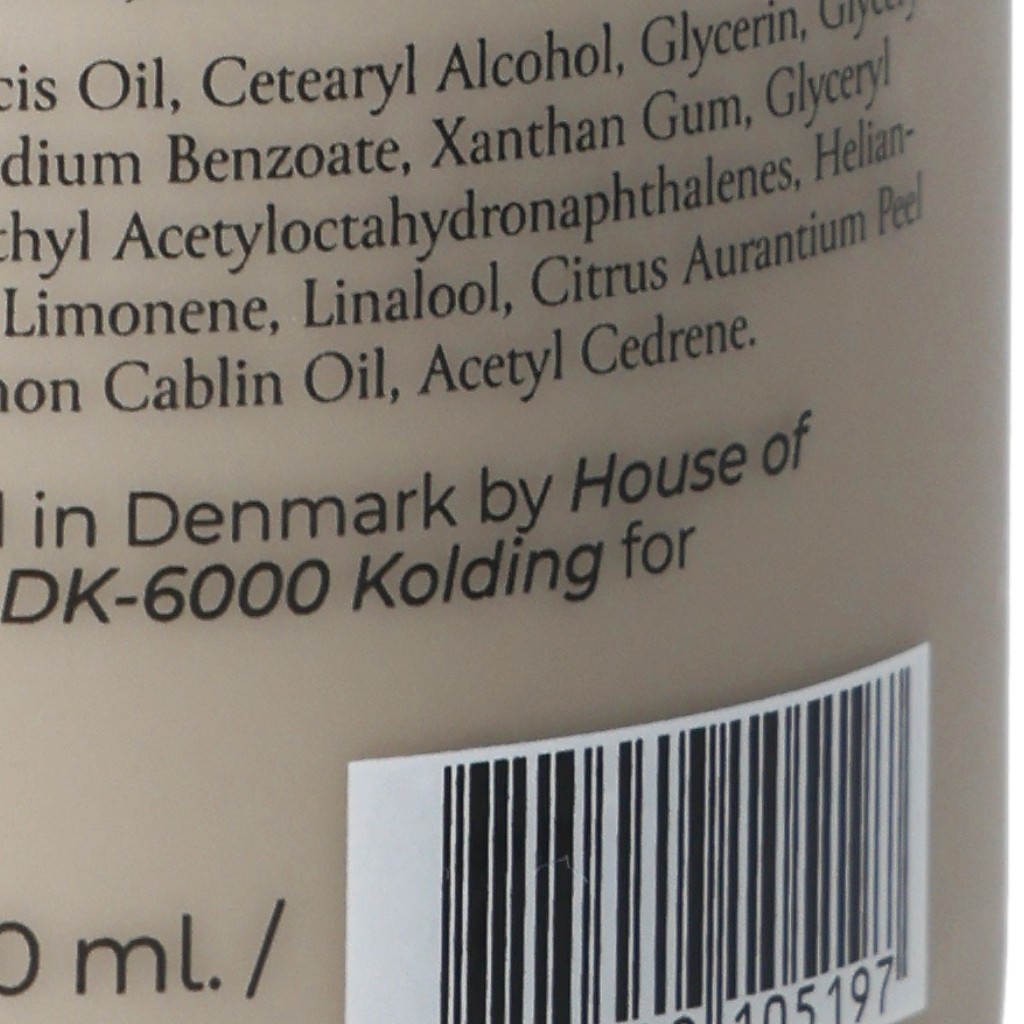 cis Oil, Cetearyl Alcohol, Glycerin, Glyceryl
dium Benzoate, Xanthan Gum, Glyceryl
thyl Acetyloctahydronaphthalenes, Helian-
Limonene, Linalool, Citrus Aurantium Peel
non Cablin Oil, Acetyl Cedrene.
in Denmark by House of
DK-6000 Kolding for
0 ml. /
105197